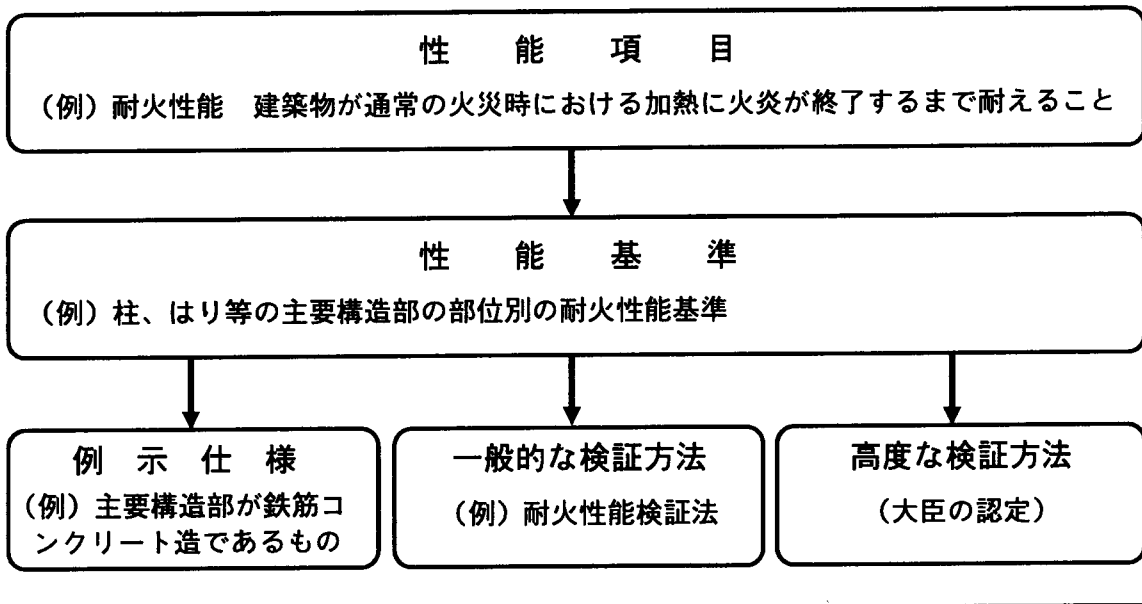 性能項目
（例）耐火性能　建築物が通常の火災時における加熱に火炎が終了するまで耐えること
性能基準
（例）柱、はり等の主要構造部の部位別の耐火性能基準
例示仕様
（例）主要構造部が鉄筋コ
ンクリート造であるもの
一般的な検証方法
（例）耐火性能検証法
高度な検証方法
（大臣の認定）